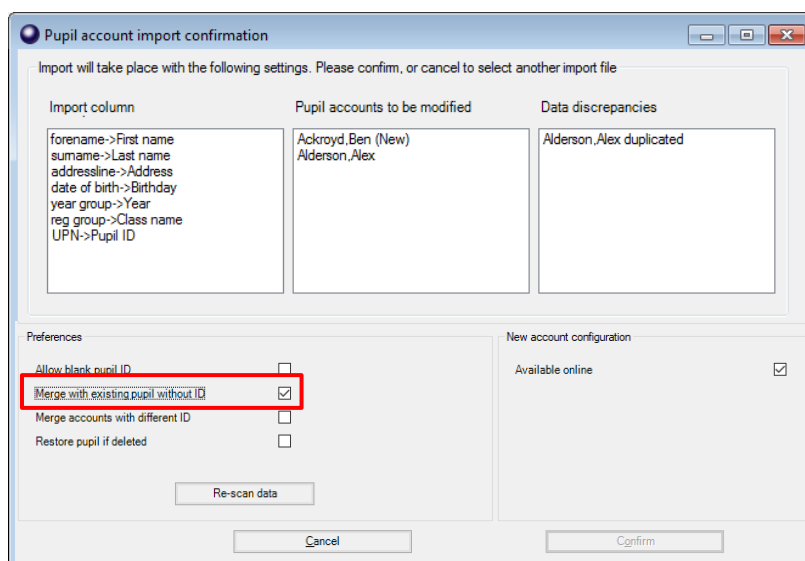 Pupil account import confirmation
Import will take place with the following settings. Please confirm, or cancel to select another import file
Import column
Pupil accounts to be modified
Data discrepancies
forename->First name
surname->Last name
addressline->Address
date of birth->Birthday
year group->Year
reg group->Class name
UPN->Pupil ID
Ackroyd,Ben (New)
Alderson,Alex
Alderson,Alex duplicated
Preferences
Allow blank pupil ID
Merge with existing pupil without ID
Merge accounts with different ID
Restore pupil if deleted
Re-scan data
New account configuration
Available online
Cancel
Confirm